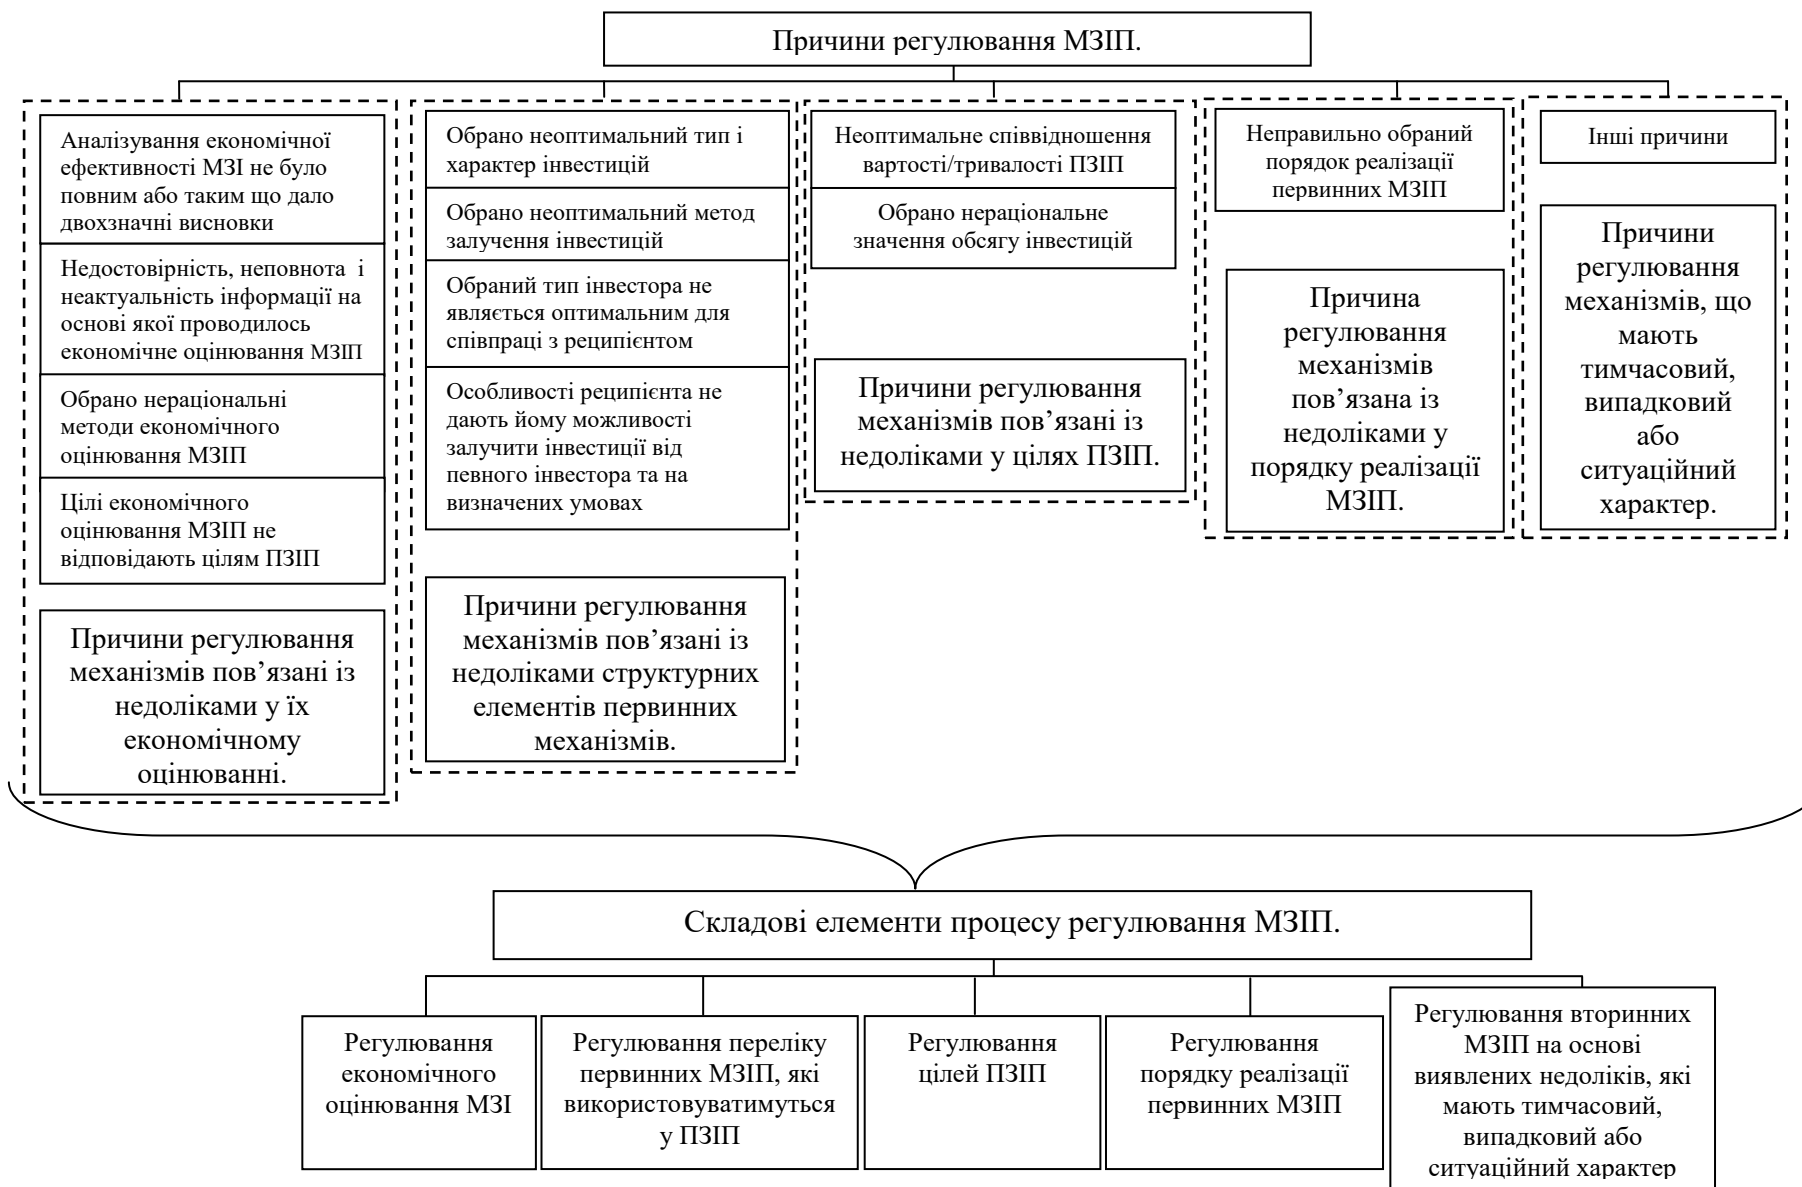 Причини регулювання МЗІП.
Аналізування економічної
ефективності МЗІ не було
повним або таким що дало
двохзначні висновки
Недостовірність, неповнота і
неактуальність інформації на
основі якої проводилось
економічне оцінювання МЗІП
Обрано нераціональні
методи економічного
оцінювання МЗІП
Цілі економічного
оцінювання МЗІП не
відповідають цілям ПЗІП
Причини регулювання
механізмів пов’язані із
недоліками у їх
економічному
оцінюванні.
Обрано неоптимальний тип і
характер інвестицій
Обрано неоптимальний метод
залучення інвестицій
Обраний тип інвестора не
являється оптимальним для
співпраці з реципієнтом
Особливості реципієнта не
дають йому можливості
залучити інвестиції від
певного інвестора та на
визначених умовах
Причини регулювання
механізмів пов’язані із
недоліками структурних
елементів первинних
механізмів.
Неоптимальне співвідношення
вартості/тривалості ПЗІП
Обрано нераціональне
значення обсягу інвестицій
Причини регулювання
механізмів пов’язані із
недоліками у цілях ПЗІП.
Неправильно обраний
порядок реалізації
первинних МЗІП
Причина
регулювання
механізмів
пов’язана із
недоліками у
порядку реалізації
МЗІП.
Інші причини
Причини
регулювання
механізмів, що
мають
тимчасовий,
випадковий
або
ситуаційний
характер.
Складові елементи процесу регулювання МЗІП.
Регулювання
економічного
оцінювання МЗІ
Регулювання переліку
первинних МЗІП, які
використовуватимуться
у ПЗІП
Регулювання
цілей ПЗІП
Регулювання
порядку реалізації
первинних МЗІП
Регулювання вторинних
МЗІП на основі
виявлених недоліків, які
мають тимчасовий,
випадковий або
ситуаційний характер